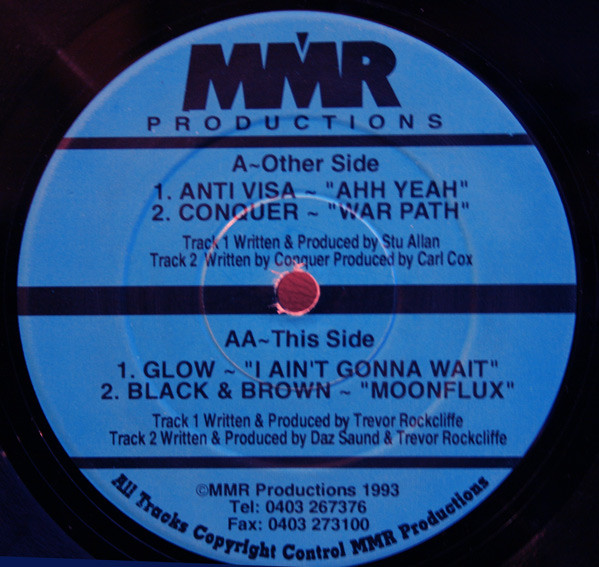 MMR
PRODUCTIONS
A~Other Side
1. ANTI VISA ~ "AHH YEAH"
2. CONQUER ~ "WAR PATH"
Track 1 Written & Produced by Stu Allan
Track 2 Written by Conquer Produced by Carl Cox
AA~This Side
1. GLOW ~ "I AIN'T GONNA WAIT"
2. BLACK & BROWN ~ "MOONFLUX"
Track 1 Written & Produced by Trevor Rockcliffe
Track 2 Written & Produced by Daz Saund & Trevor Rockcliffe
©MMR Productions 1993
Tel: 0403 267376
Fax: 0403 273100
All Tracks Copyright Control MMR Productions